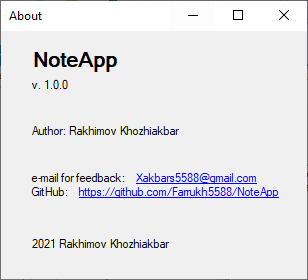 About
NoteApp
v. 1.0.0
Author: Rakhimov Khozhiakbar
e-mail for feedback: Xakbars5588@gmail.com
GitHub: https://github.com/Farrukh5588/NoteApp
2021 Rakhimov Khozhiakbar